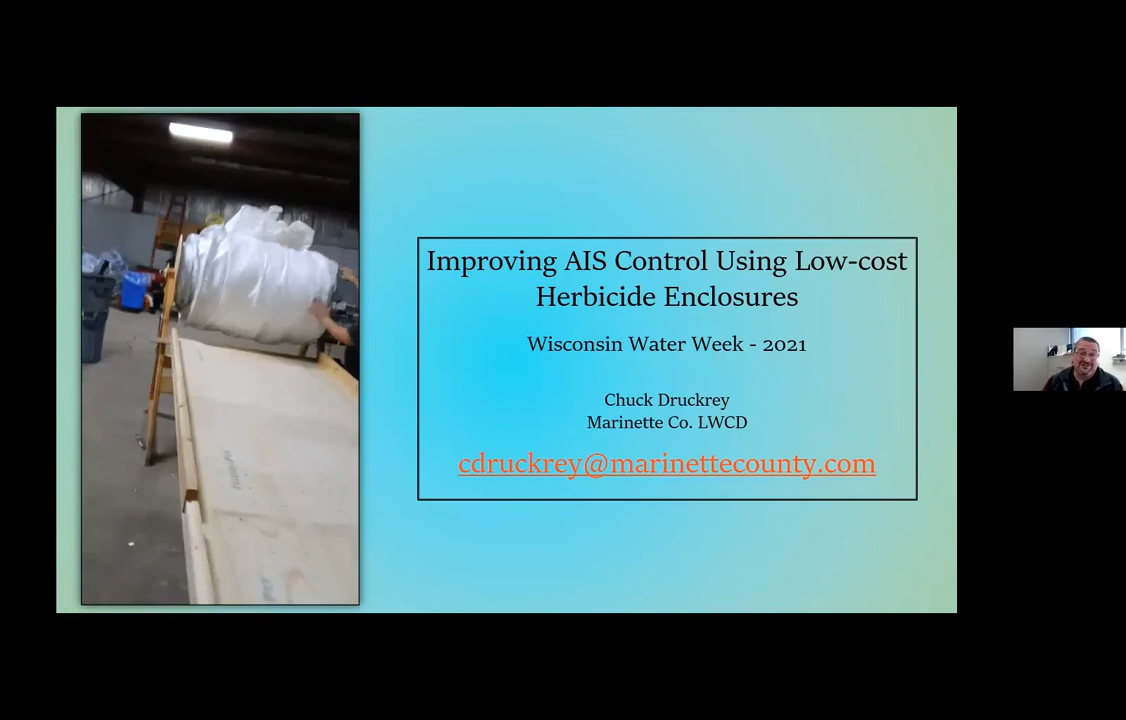 Improving AIS Control Using Low-cost
Herbicide Enclosures
Wisconsin Water Week - 2021
Chuck Druckrey
Marinette Co. LWCD
cdruckrey@marinettecounty.com